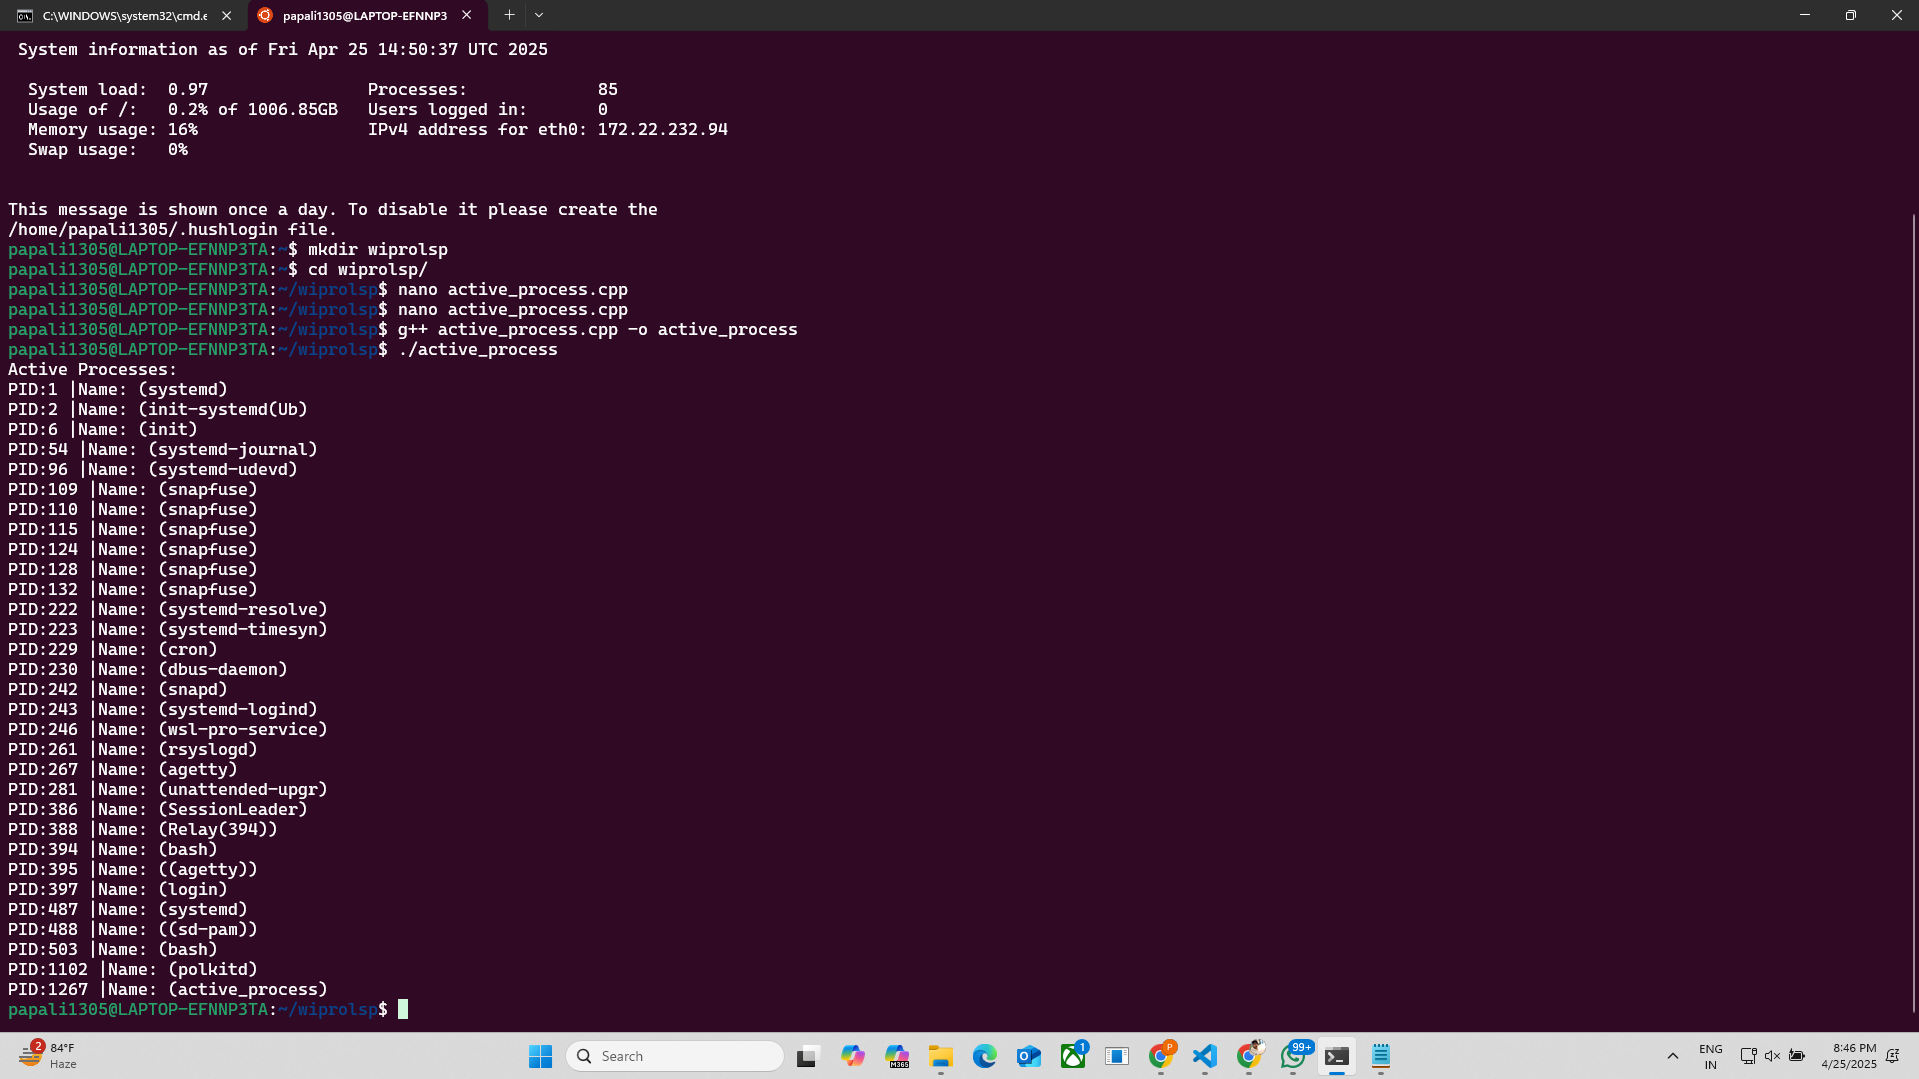 C:\WINDOWS\system32\cmd.e
papali1305@LAPTOP-EFNNP3
System information as of Fri Apr 25 14:50:37 UTC 2025
System load:  0.97                Processes:             85
Usage of /:   0.2% of 1006.85GB   Users logged in:       0
Memory usage: 16%                 IPv4 address for eth0: 172.22.232.94
Swap usage:   0%
This message is shown once a day. To disable it please create the
/home/papali1305/.hushlogin file.
papali1305@LAPTOP-EFNNP3TA:~$ mkdir wiprolsp
papali1305@LAPTOP-EFNNP3TA:~$ cd wiprolsp/
papali1305@LAPTOP-EFNNP3TA:~/wiprolsp$ nano active_process.cpp
papali1305@LAPTOP-EFNNP3TA:~/wiprolsp$ nano active_process.cpp
papali1305@LAPTOP-EFNNP3TA:~/wiprolsp$ g++ active_process.cpp -o active_process
papali1305@LAPTOP-EFNNP3TA:~/wiprolsp$ ./active_process
Active Processes:
PID:1 |Name: (systemd)
PID:2 |Name: (init-systemd(Ub)
PID:6 |Name: (init)
PID:54 |Name: (systemd-journal)
PID:96 |Name: (systemd-udevd)
PID:109 |Name: (snapfuse)
PID:110 |Name: (snapfuse)
PID:115 |Name: (snapfuse)
PID:124 |Name: (snapfuse)
PID:128 |Name: (snapfuse)
PID:132 |Name: (snapfuse)
PID:222 |Name: (systemd-resolve)
PID:223 |Name: (systemd-timesyn)
PID:229 |Name: (cron)
PID:230 |Name: (dbus-daemon)
PID:242 |Name: (snapd)
PID:243 |Name: (systemd-logind)
PID:246 |Name: (wsl-pro-service)
PID:261 |Name: (rsyslogd)
PID:267 |Name: (agetty)
PID:281 |Name: (unattended-upgr)
PID:386 |Name: (SessionLeader)
PID:388 |Name: (Relay(394))
PID:394 |Name: (bash)
PID:395 |Name: ((agetty))
PID:397 |Name: (login)
PID:487 |Name: (systemd)
PID:488 |Name: ((sd-pam))
PID:503 |Name: (bash)
PID:1102 |Name: (polkitd)
PID:1267 |Name: (active_process)
papali1305@LAPTOP-EFNNP3TA:~/wiprolsp$
2
84°F
Haze
Search
M365
1
P
99+
ENG
IN
8:46 PM
4/25/2025